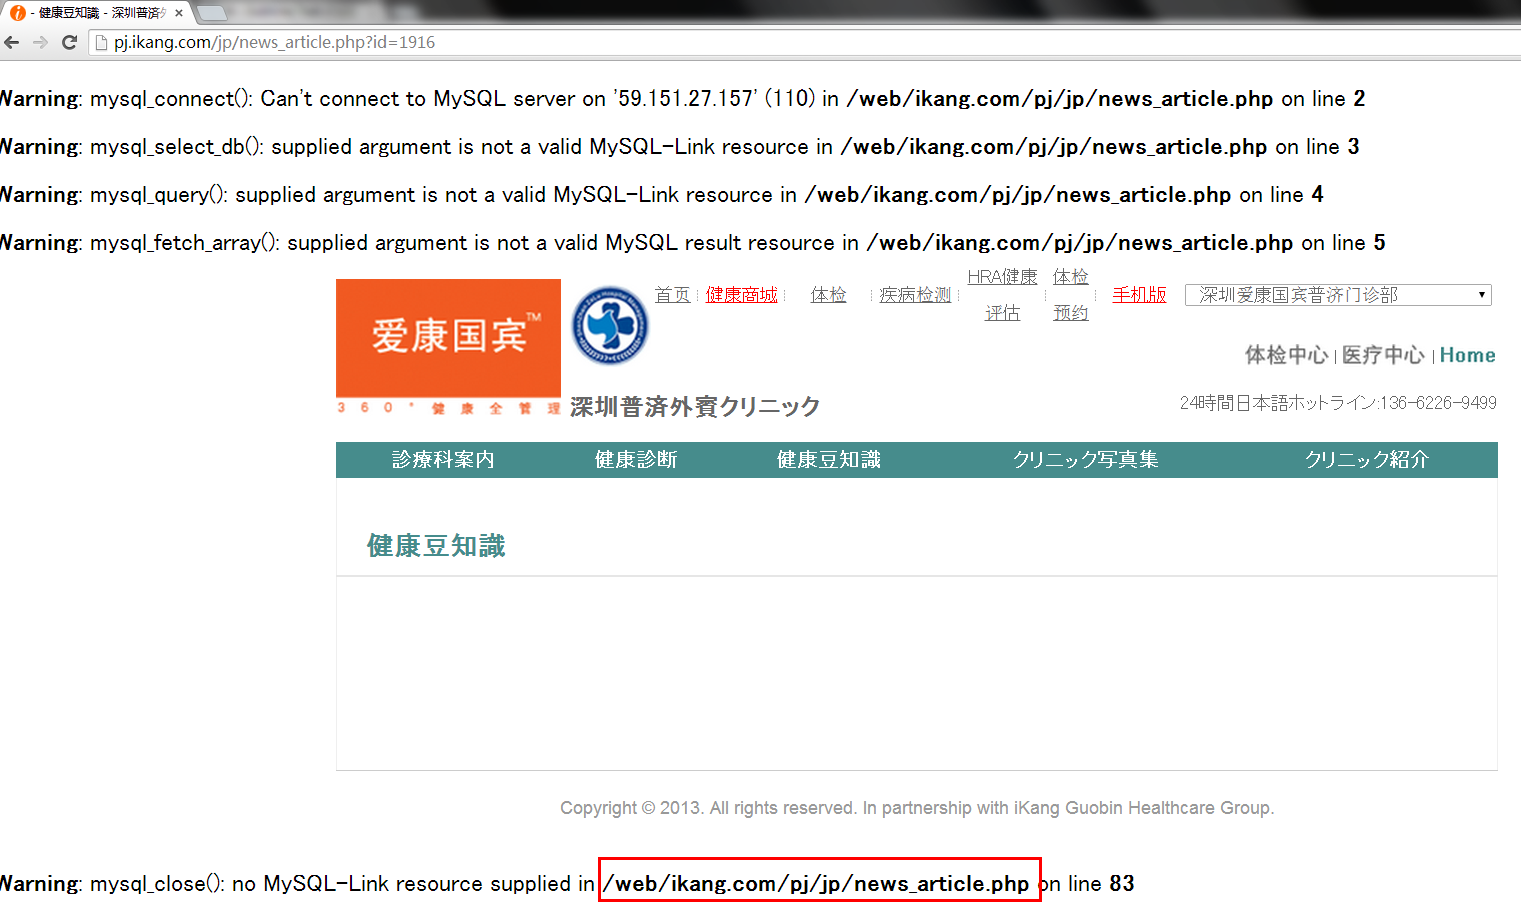 - 健康豆知識 - 深圳普済外
pj.ikang.com/jp/news_article.php?id=1916
Warning: mysql_connect(): Can't connect to MySQL server on '59.151.27.157' (110) in /web/ikang.com/pj/jp/news_article.php on line 2
Warning: mysql_select_db(): supplied argument is not a valid MySQL-Link resource in /web/ikang.com/pj/jp/news_article.php on line 3
Warning: mysql_query(): supplied argument is not a valid MySQL-Link resource in /web/ikang.com/pj/jp/news_article.php on line 4
Warning: mysql_fetch_array(): supplied argument is not a valid MySQL result resource in /web/ikang.com/pj/jp/news_article.php on line 5
爱康国宾™
360°健康全管理
首页 健康商城 体检 疾病检测 HRA健康评估 体检预约 手机版 深圳爱康国宾普济门诊部
体检中心 | 医疗中心 | Home
深圳普済外賓クリニック
24時間日本語ホットライン:136-6226-9499
診療科案内 健康診断 健康豆知識 クリニック写真集 クリニック紹介
健康豆知識
Copyright © 2013. All rights reserved. In partnership with iKang Guobin Healthcare Group.
Warning: mysql_close(): no MySQL-Link resource supplied in /web/ikang.com/pj/jp/news_article.php on line 83